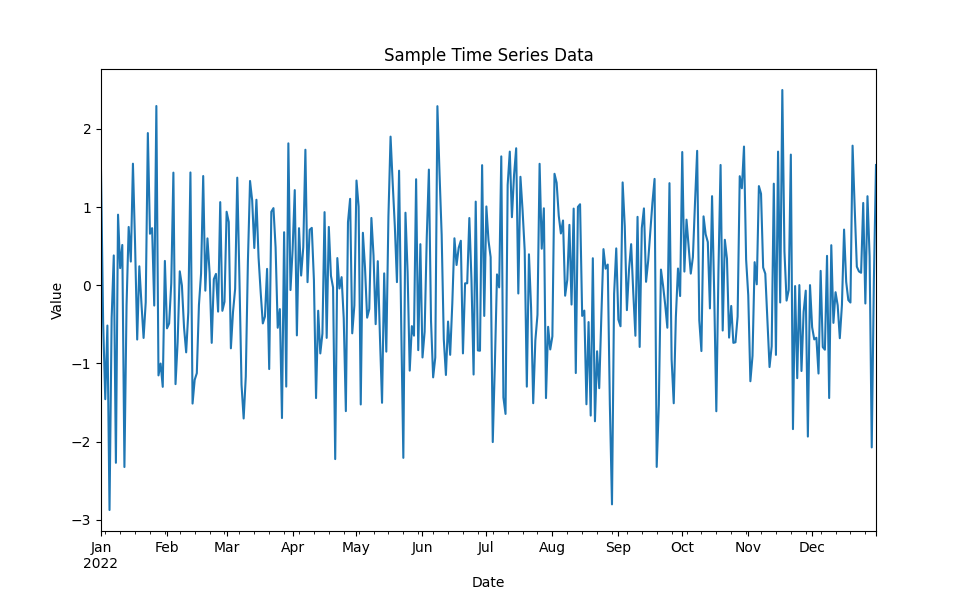 Sample Time Series Data
Value
2
1
0
−1
−2
−3
Jan Feb Mar Apr May Jun Jul Aug Sep Oct Nov Dec
2022
Date